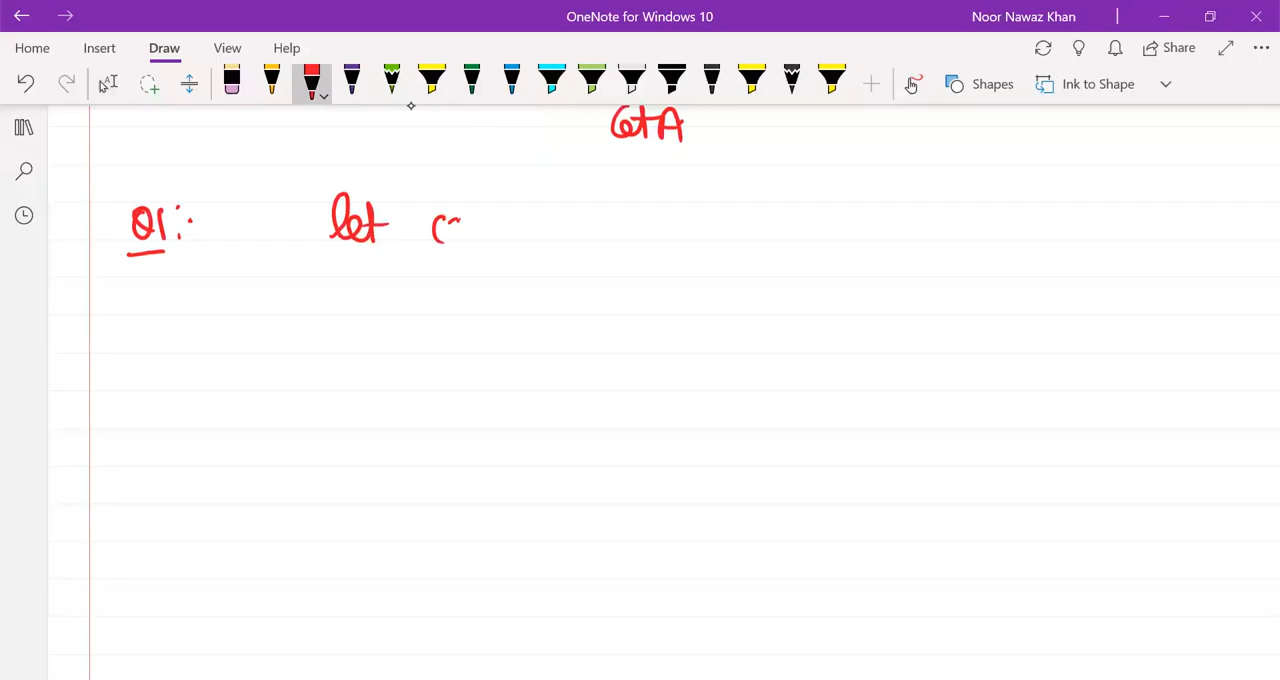 OneNote for Windows 10
Noor Nawaz Khan
Home Insert Draw View Help
Share
Shapes
Ink to Shape
Q1:-
let